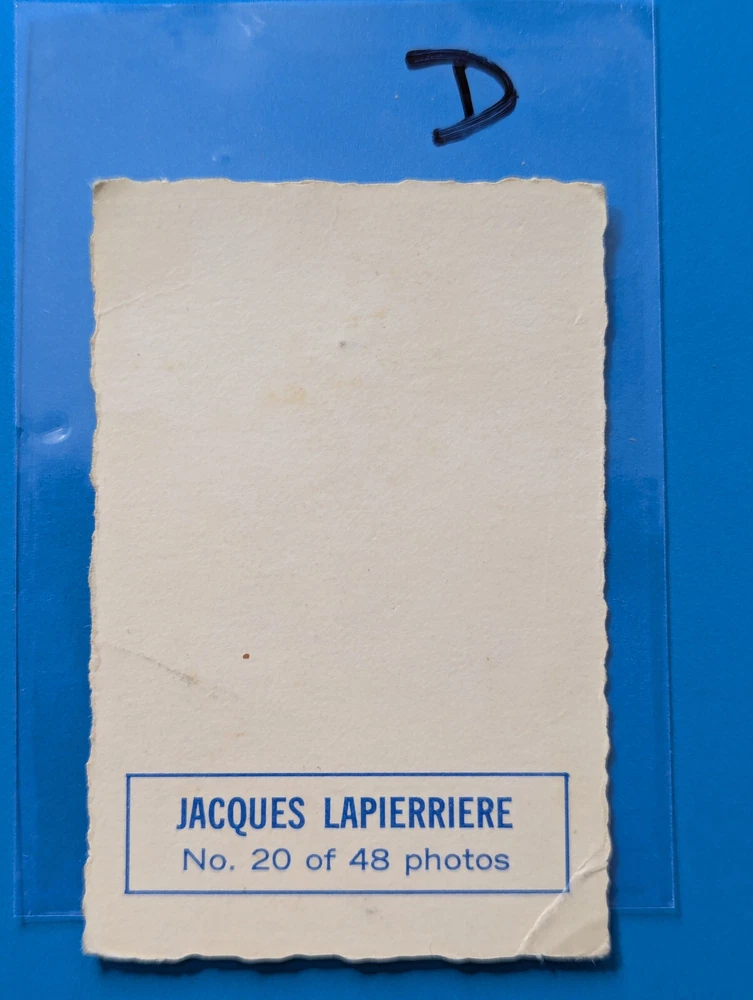 D
JACQUES LAPIERRIERE
No. 20 of 48 photos